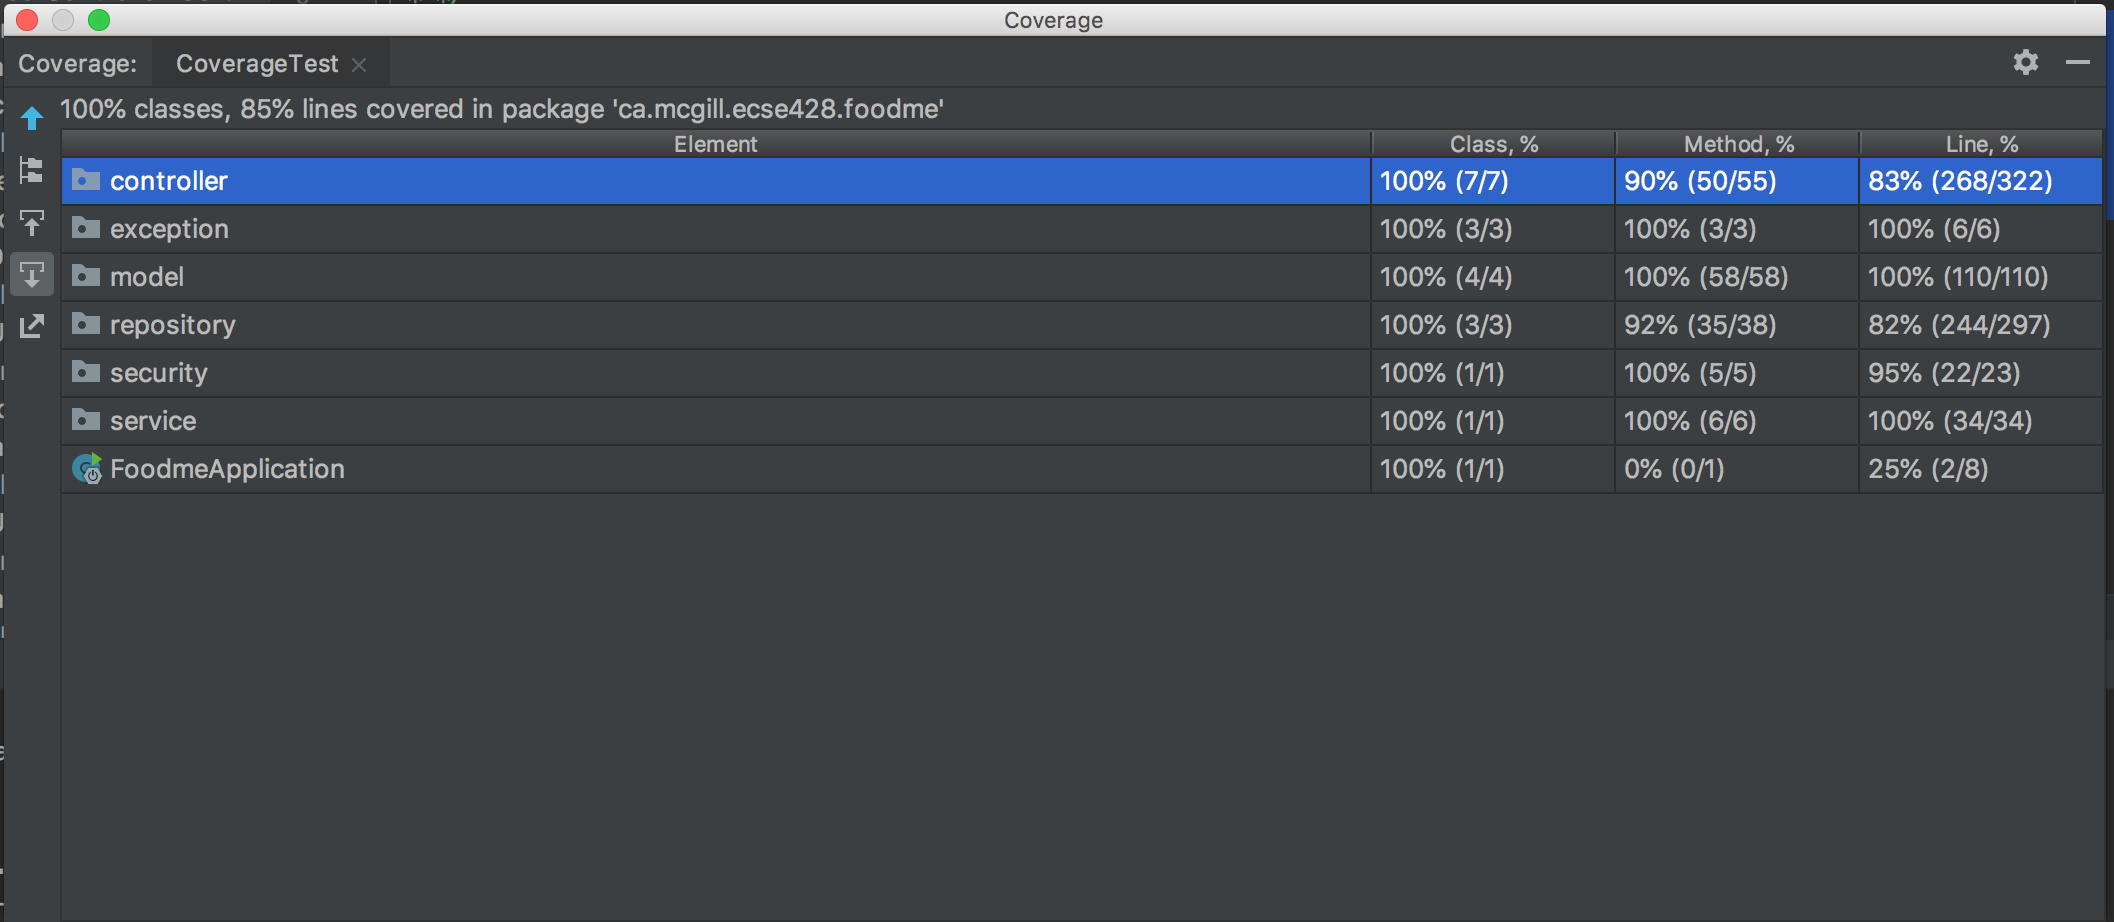 Coverage
Coverage: CoverageTest
100% classes, 85% lines covered in package 'ca.mcgill.ecse428.foodme'
Element Class, % Method, % Line, %
controller 100% (7/7) 90% (50/55) 83% (268/322)
exception 100% (3/3) 100% (3/3) 100% (6/6)
model 100% (4/4) 100% (58/58) 100% (110/110)
repository 100% (3/3) 92% (35/38) 82% (244/297)
security 100% (1/1) 100% (5/5) 95% (22/23)
service 100% (1/1) 100% (6/6) 100% (34/34)
FoodmeApplication 100% (1/1) 0% (0/1) 25% (2/8)